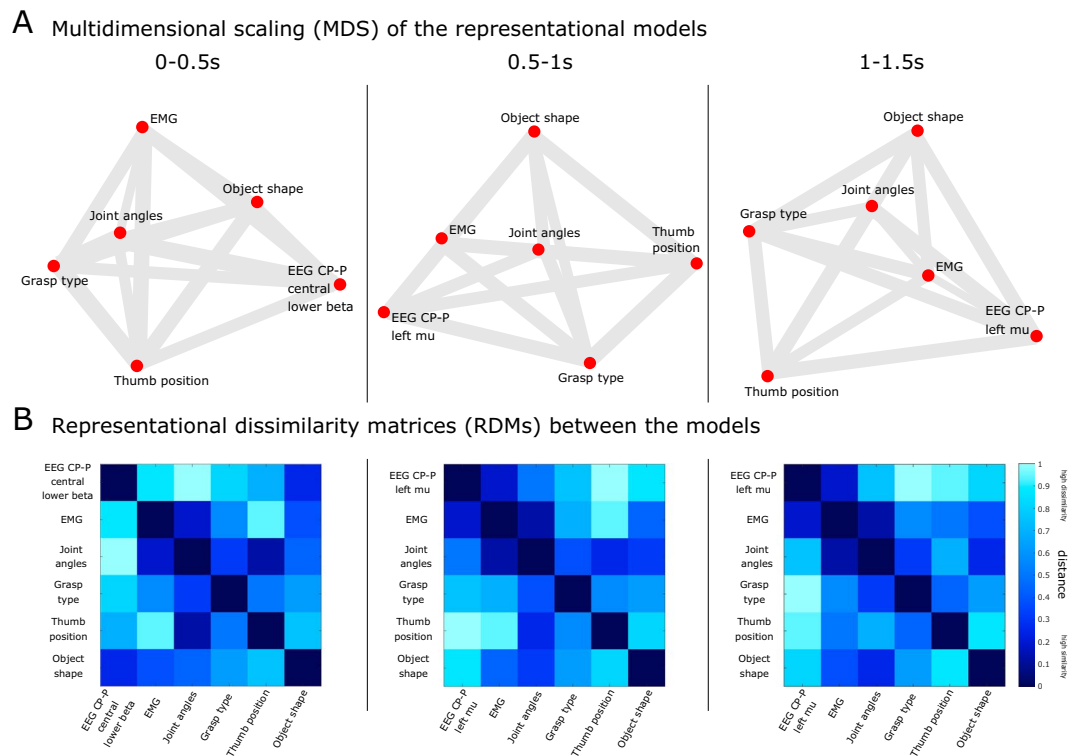 A Multidimensional scaling (MDS) of the representational models
0-0.5s
0.5-1s
1-1.5s
EMG
Object shape
Joint angles
Grasp type
EEG CP-P
central
lower beta
Thumb position
Object shape
EMG
Joint angles
Thumb
position
EEG CP-P
left mu
Grasp type
Object shape
Joint angles
Grasp type
EMG
EEG CP-P
left mu
Thumb position
B Representational dissimilarity matrices (RDMs) between the models
EEG CP-P
central
lower beta
EMG
Joint
angles
Grasp
type
Thumb
position
Object
shape
EEG CP-P
central
lower beta
EMG
Joint angles
Grasp type
Thumb position
Object shape
EEG CP-P
left mu
EMG
Joint
angles
Grasp
type
Thumb
position
Object
shape
EEG CP-P
left mu
EMG
Joint angles
Grasp type
Thumb position
Object shape
EEG CP-P
left mu
EMG
Joint
angles
Grasp
type
Thumb
position
Object
shape
EEG CP-P
left mu
EMG
Joint angles
Grasp type
Thumb position
Object shape
1
0.9
0.8
0.7
0.6
0.5
0.4
0.3
0.2
0.1
0
distance
high dissimilarity
high similarity